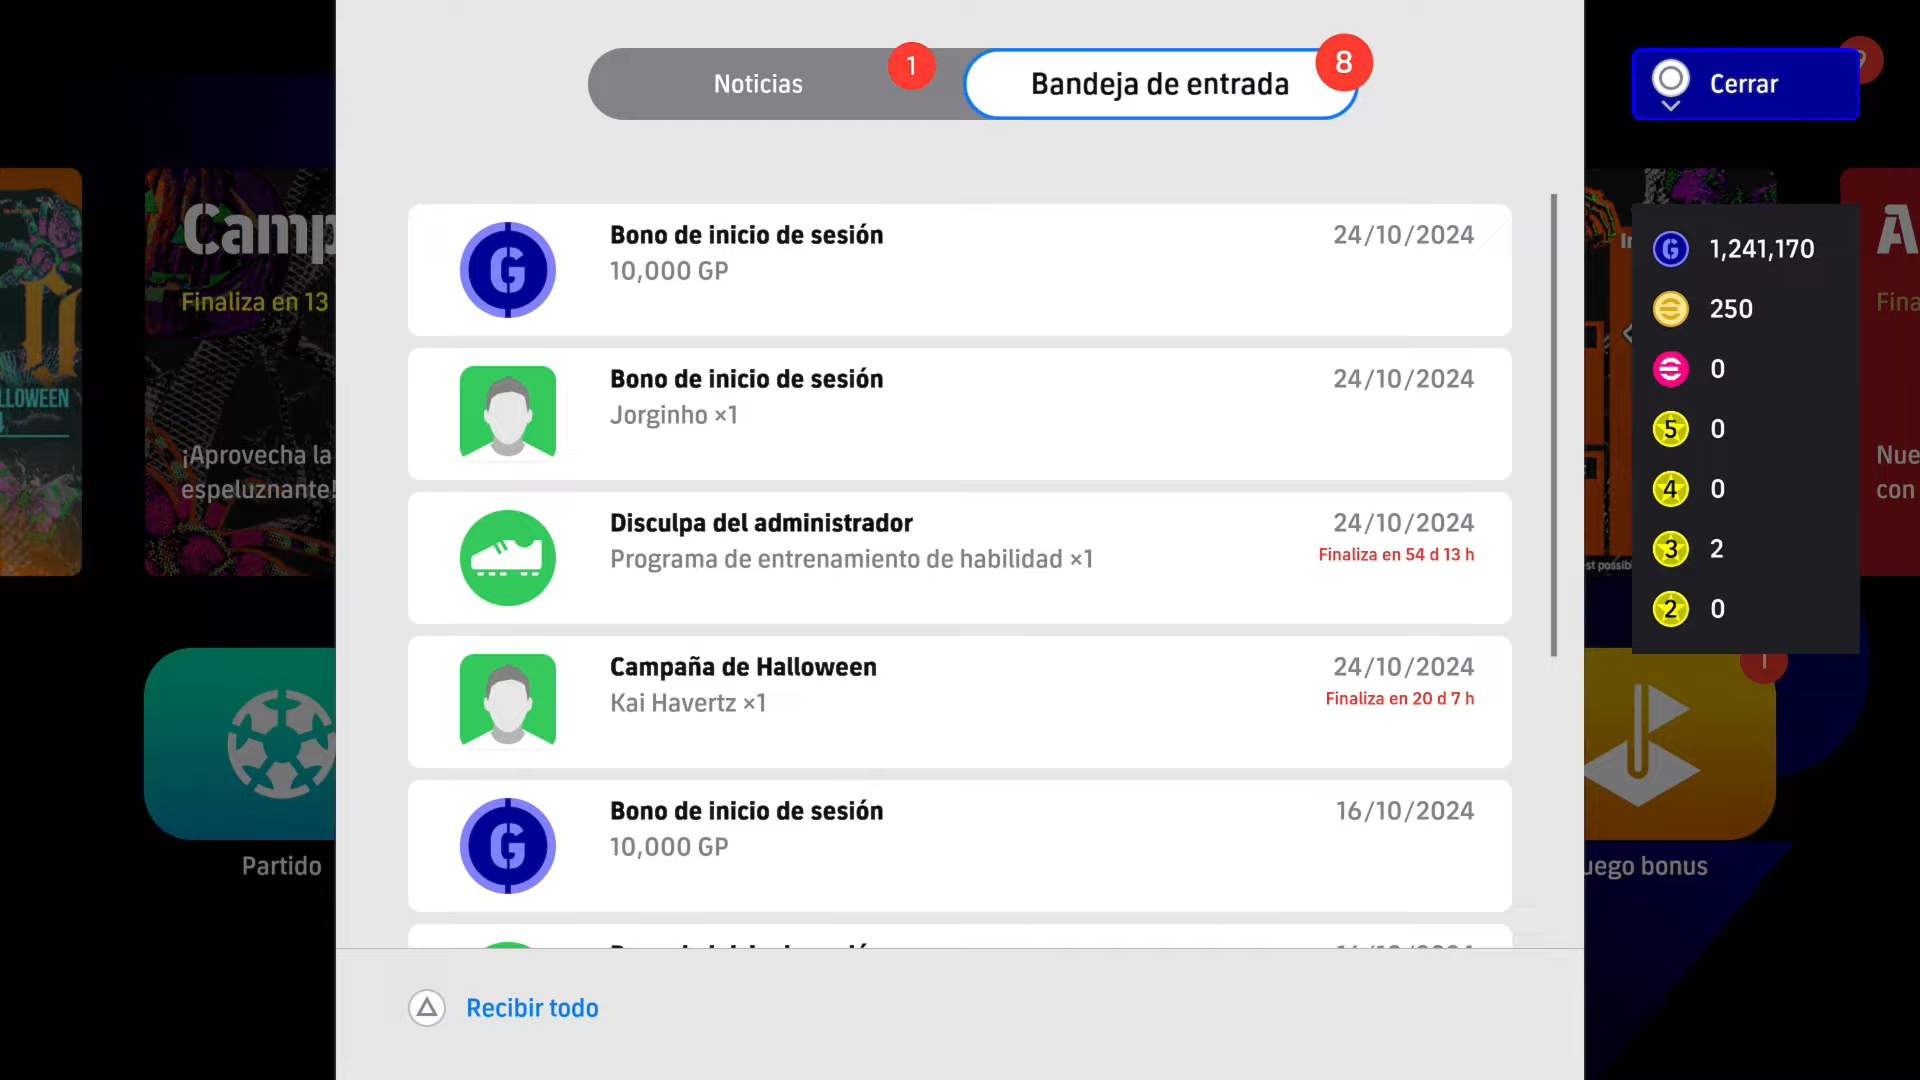 Noticias
1
Bandeja de entrada
8
Cerrar
Camp
Finaliza en 13
¡Aprovecha la
espeluznante!
LLOWEEN
Bono de inicio de sesión
24/10/2024
10,000 GP
Bono de inicio de sesión
24/10/2024
Jorginho ×1
Disculpa del administrador
24/10/2024
Programa de entrenamiento de habilidad ×1
Finaliza en 54 d 13 h
Campaña de Halloween
24/10/2024
Kai Havertz ×1
Finaliza en 20 d 7 h
Bono de inicio de sesión
16/10/2024
10,000 GP
G 1,241,170
250
0
5 0
4 0
3 2
2 0
A
Fina
Nue
con
st possib
Partido
1
uego bonus
Recibir todo